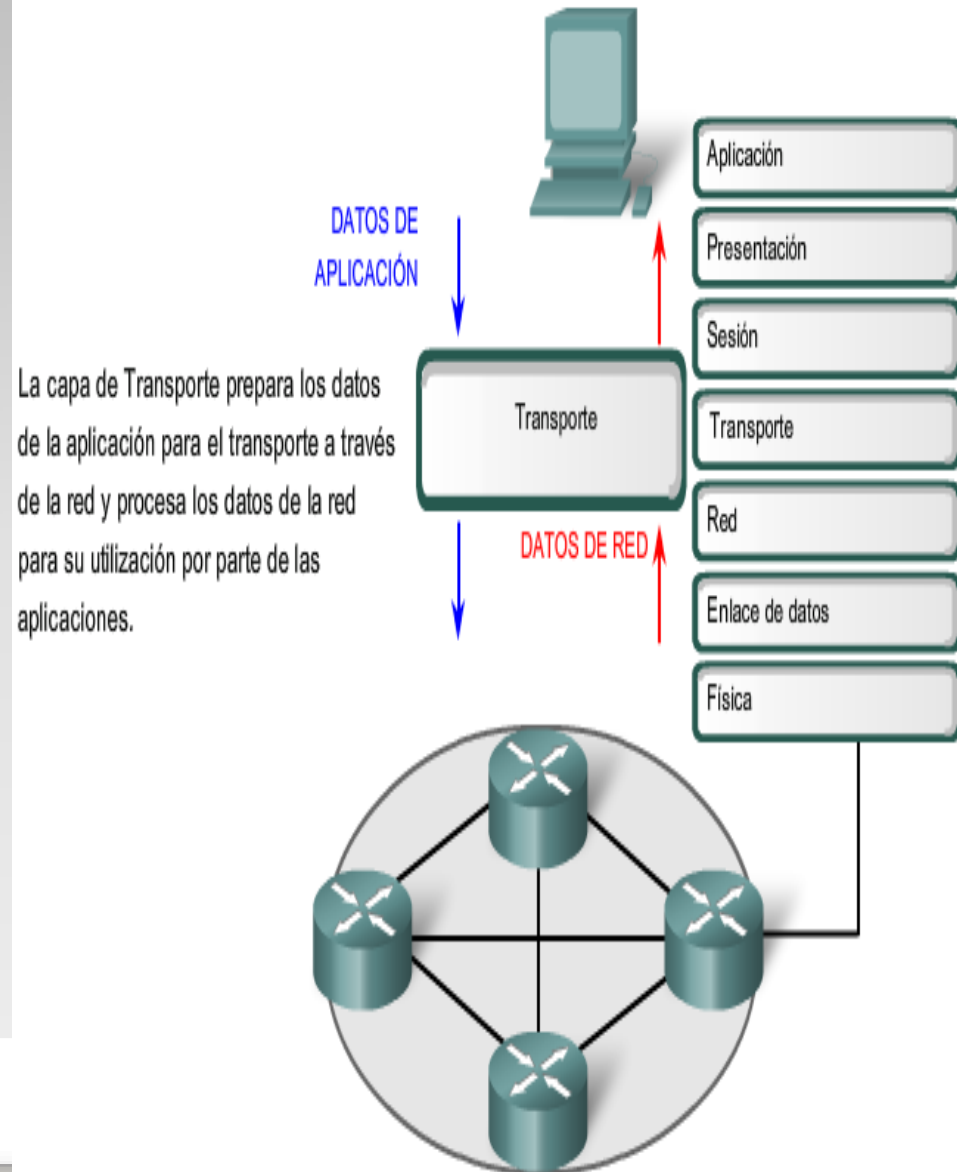 DATOS DE
APLICACIÓN
La capa de Transporte prepara los datos
de la aplicación para el transporte a través
de la red y procesa los datos de la red
para su utilización por parte de las
aplicaciones.
Transporte
DATOS DE RED
Aplicación
Presentación
Sesión
Transporte
Red
Enlace de datos
Física